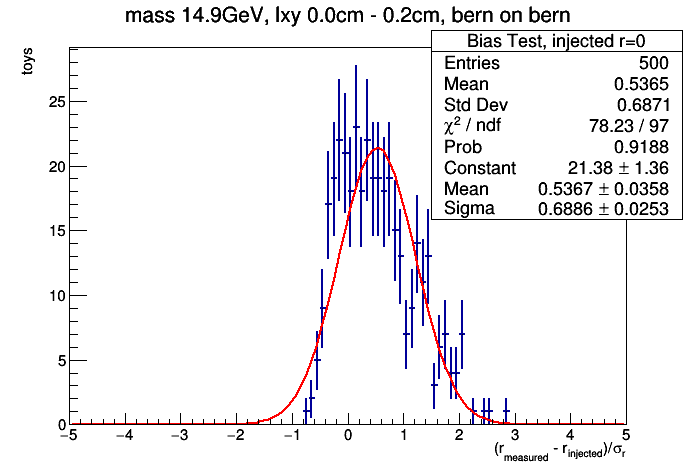 mass 14.9GeV, lxy 0.0cm - 0.2cm, bern on bern
toys
Bias Test, injected r=0
Entries 500
Mean 0.5365
Std Dev 0.6871
χ² / ndf 78.23 / 97
Prob 0.9188
Constant 21.38 ± 1.36
Mean 0.5367 ± 0.0358
Sigma 0.6886 ± 0.0253
25
20
15
10
5
0
−5 −4 −3 −2 −1 0 1 2 3 4 5
(r_measured - r_injected)/σ_r